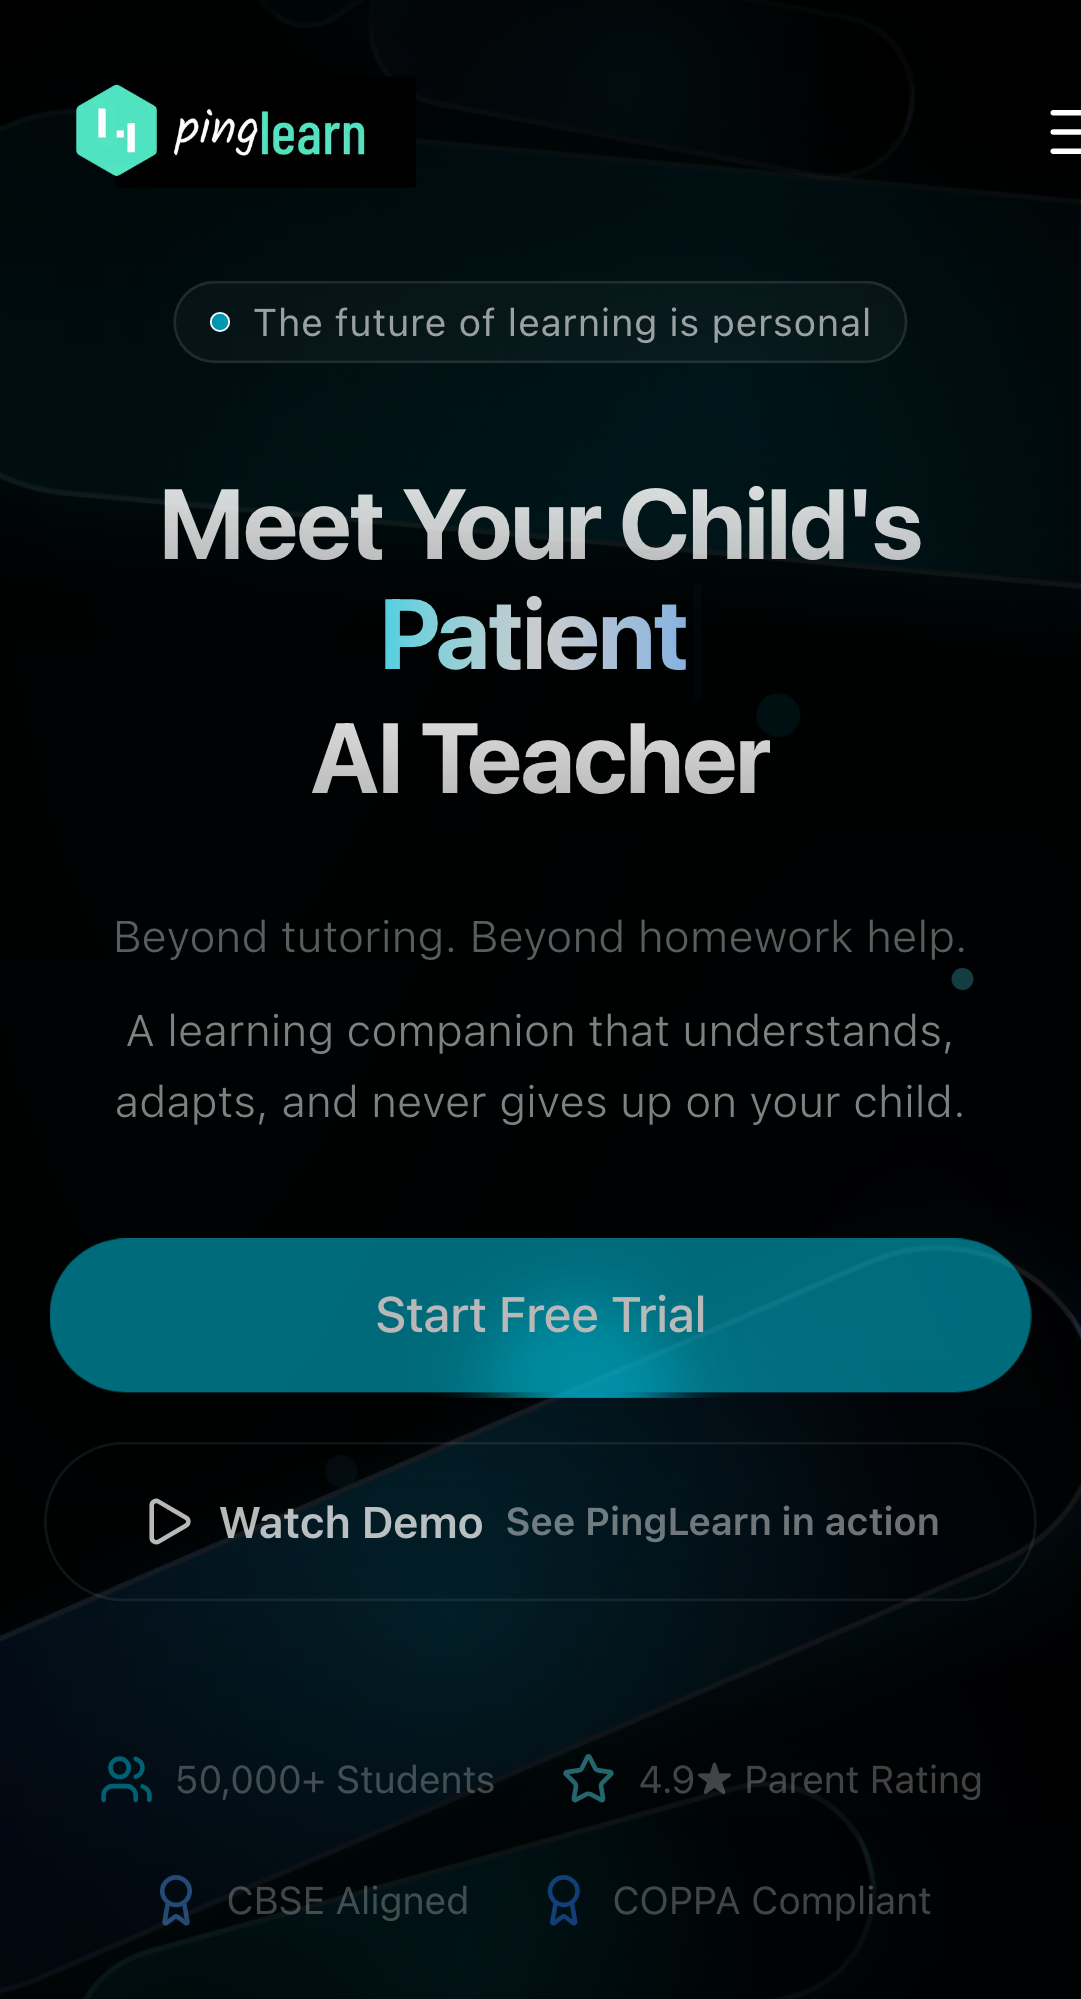 pinglearn
The future of learning is personal
Meet Your Child's
Patient
AI Teacher
Beyond tutoring. Beyond homework help.
A learning companion that understands,
adapts, and never gives up on your child.
Start Free Trial
Watch Demo See PingLearn in action
50,000+ Students 4.9★ Parent Rating
CBSE Aligned COPPA Compliant